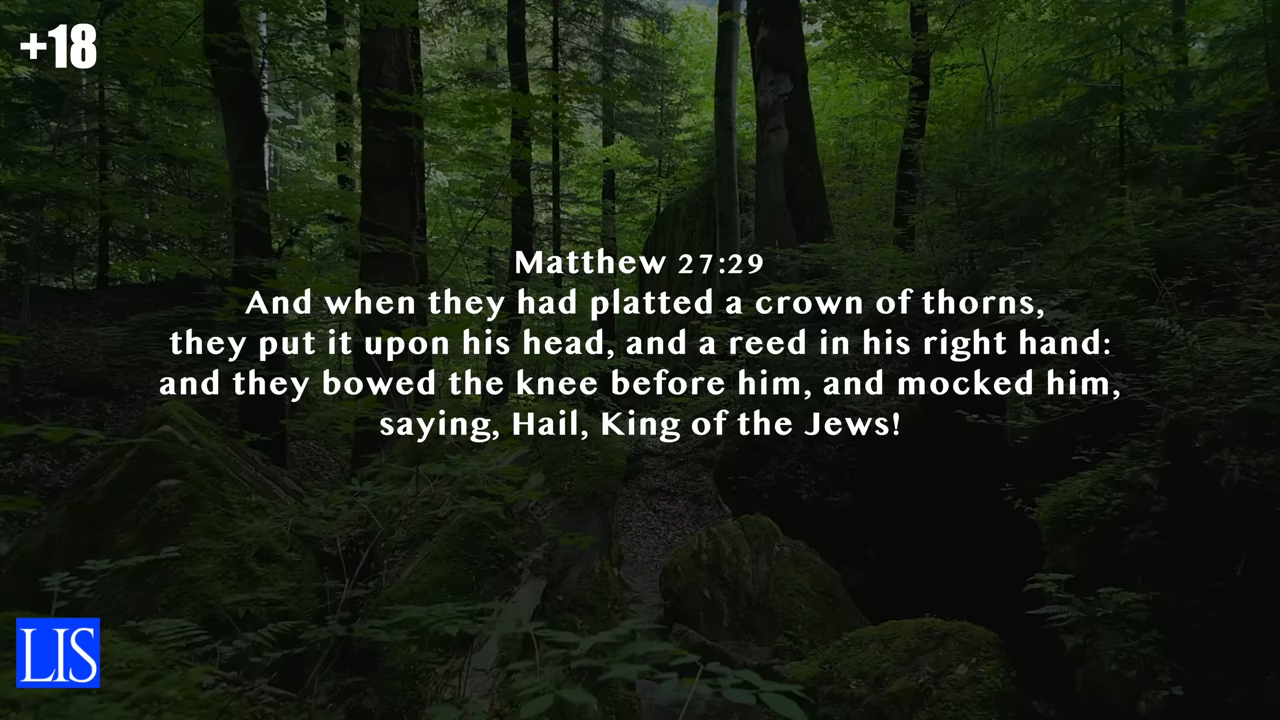 +18
Matthew 27:29
And when they had platted a crown of thorns,
they put it upon his head, and a reed in his right hand:
and they bowed the knee before him, and mocked him,
saying, Hail, King of the Jews!
LIS